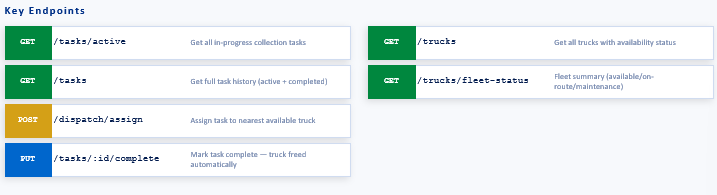 Key Endpoints
GET /tasks/active Get all in-progress collection tasks
GET /tasks Get full task history (active + completed)
POST /dispatch/assign Assign task to nearest available truck
PUT /tasks/:id/complete Mark task complete — truck freed
automatically
GET /trucks Get all trucks with availability status
GET /trucks/fleet-status Fleet summary (available/on-
route/maintenance)